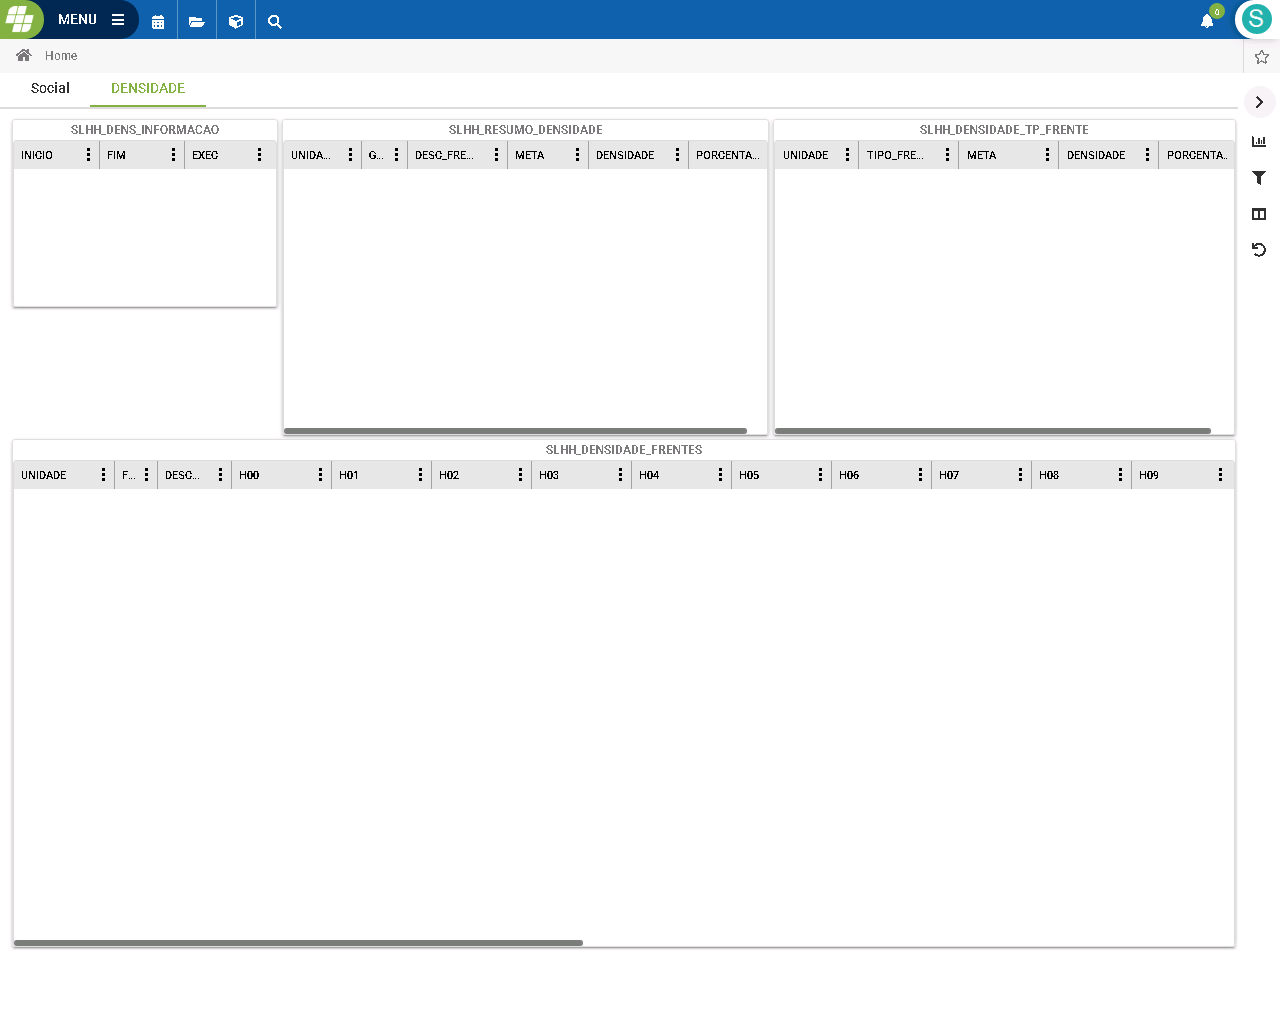 MENU
0
S
Home
Social
DENSIDADE
SLHH_DENS_INFORMACAO
INICIO FIM EXEC
SLHH_RESUMO_DENSIDADE
UNIDA... G... DESC_FRE... META DENSIDADE PORCENTA...
SLHH_DENSIDADE_TP_FRENTE
UNIDADE TIPO_FRE... META DENSIDADE PORCENTA...
SLHH_DENSIDADE_FRENTES
UNIDADE F... DESC... H00 H01 H02 H03 H04 H05 H06 H07 H08 H09